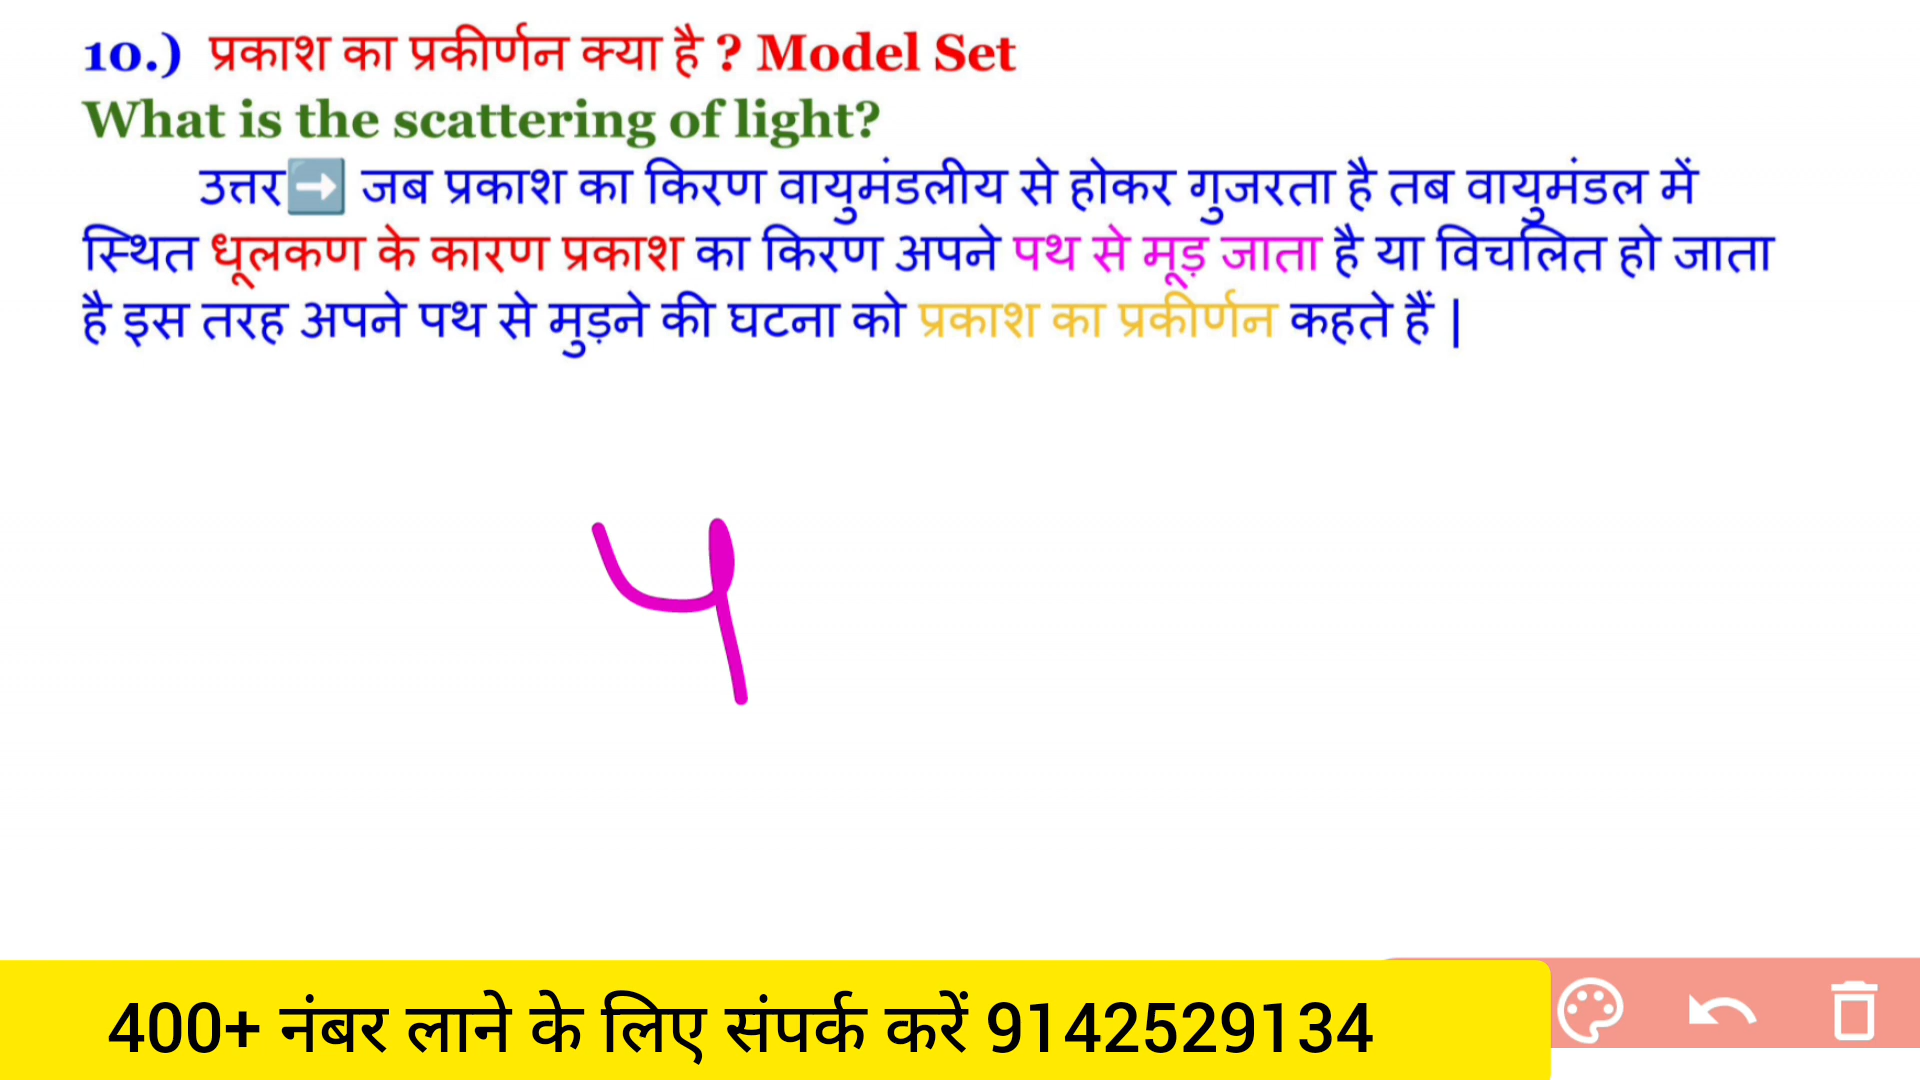 10.) प्रकाश का प्रकीर्णन क्या है ? Model Set
What is the scattering of light?
उत्तर➡️ जब प्रकाश का किरण वायुमंडलीय से होकर गुजरता है तब वायुमंडल में
स्थित धूलकण के कारण प्रकाश का किरण अपने पथ से मूड़ जाता है या विचलित हो जाता
है इस तरह अपने पथ से मुड़ने की घटना को प्रकाश का प्रकीर्णन कहते हैं |
400+ नंबर लाने के लिए संपर्क करें 9142529134